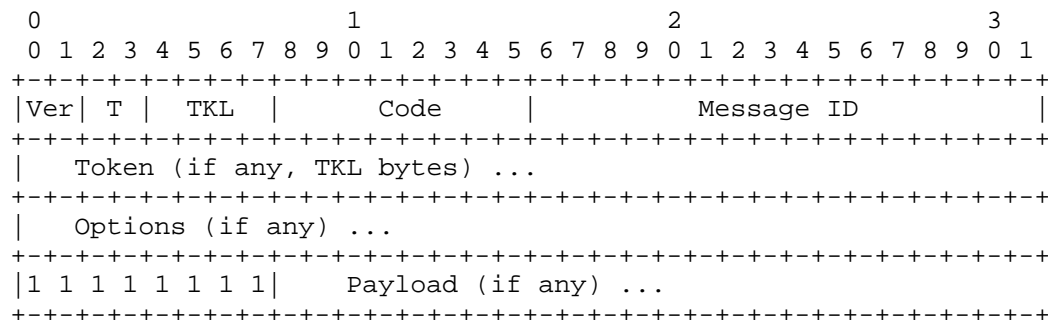 0                   1                   2                   3
 0 1 2 3 4 5 6 7 8 9 0 1 2 3 4 5 6 7 8 9 0 1 2 3 4 5 6 7 8 9 0 1
+-+-+-+-+-+-+-+-+-+-+-+-+-+-+-+-+-+-+-+-+-+-+-+-+-+-+-+-+-+-+-+-+
|Ver| T |  TKL  |      Code     |          Message ID           |
+-+-+-+-+-+-+-+-+-+-+-+-+-+-+-+-+-+-+-+-+-+-+-+-+-+-+-+-+-+-+-+-+
|   Token (if any, TKL bytes) ...
+-+-+-+-+-+-+-+-+-+-+-+-+-+-+-+-+-+-+-+-+-+-+-+-+-+-+-+-+-+-+-+-+
|   Options (if any) ...
+-+-+-+-+-+-+-+-+-+-+-+-+-+-+-+-+-+-+-+-+-+-+-+-+-+-+-+-+-+-+-+-+
|1 1 1 1 1 1 1 1|    Payload (if any) ...
+-+-+-+-+-+-+-+-+-+-+-+-+-+-+-+-+-+-+-+-+-+-+-+-+-+-+-+-+-+-+-+-+